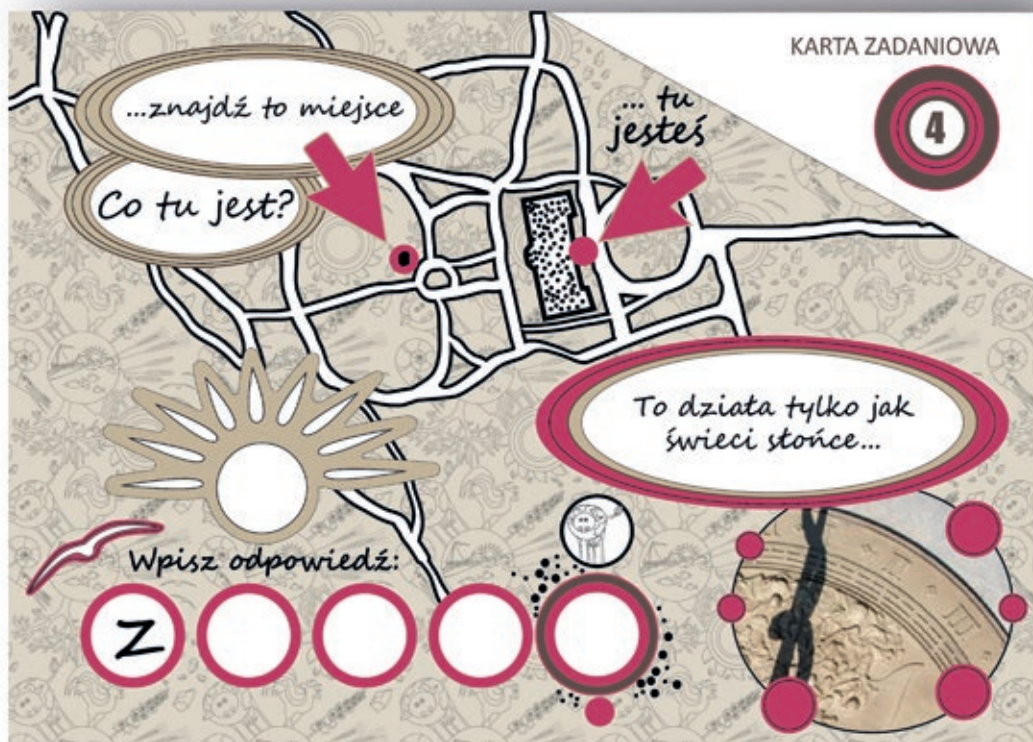 KARTA ZADANIOWA
4
...znajdź to miejsce
... tu
jesteś
Co tu jest?
To działa tylko jak
świeci słońce...
Wpisz odpowiedź:
Z